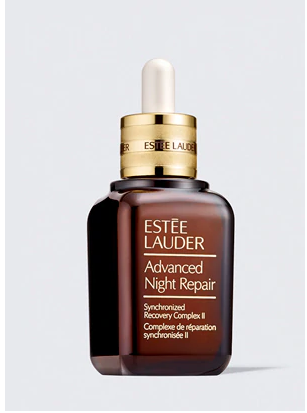 ESTĒE LAUDER
ESTĒE
LAUDER
Advanced
Night Repair
Synchronized
Recovery Complex II
Complexe de réparation
synchronisée II